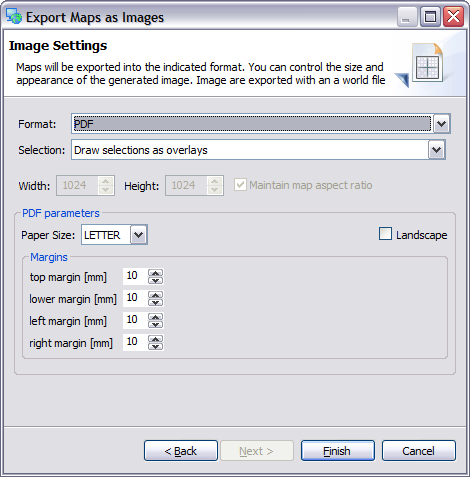 Export Maps as Images
Image Settings
Maps will be exported into the indicated format. You can control the size and
appearance of the generated image. Image are exported with an a world file
Format: PDF
Selection: Draw selections as overlays
Width: 1024 Height: 1024 Maintain map aspect ratio
PDF parameters
Paper Size: LETTER Landscape
Margins
top margin [mm] 10
lower margin [mm] 10
left margin [mm] 10
right margin [mm] 10
< Back Next > Finish Cancel